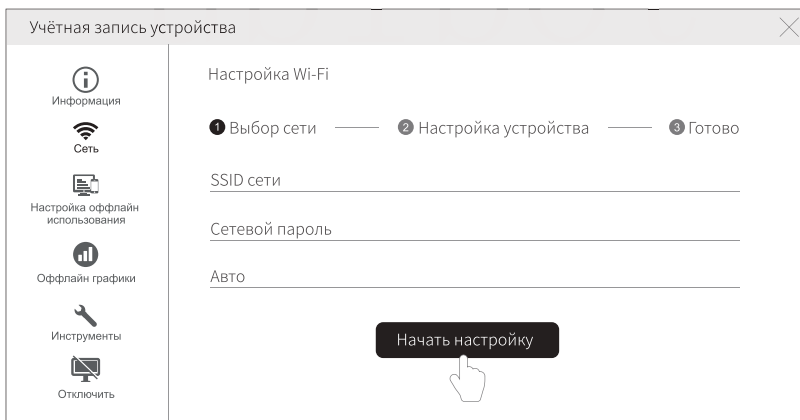 Учётная запись устройства
Информация
Сеть
Настройка оффлайн
использования
Оффлайн графики
Инструменты
Отключить
Настройка Wi-Fi
1 Выбор сети 2 Настройка устройства 3 Готово
SSID сети
Сетевой пароль
Авто
Начать настройку